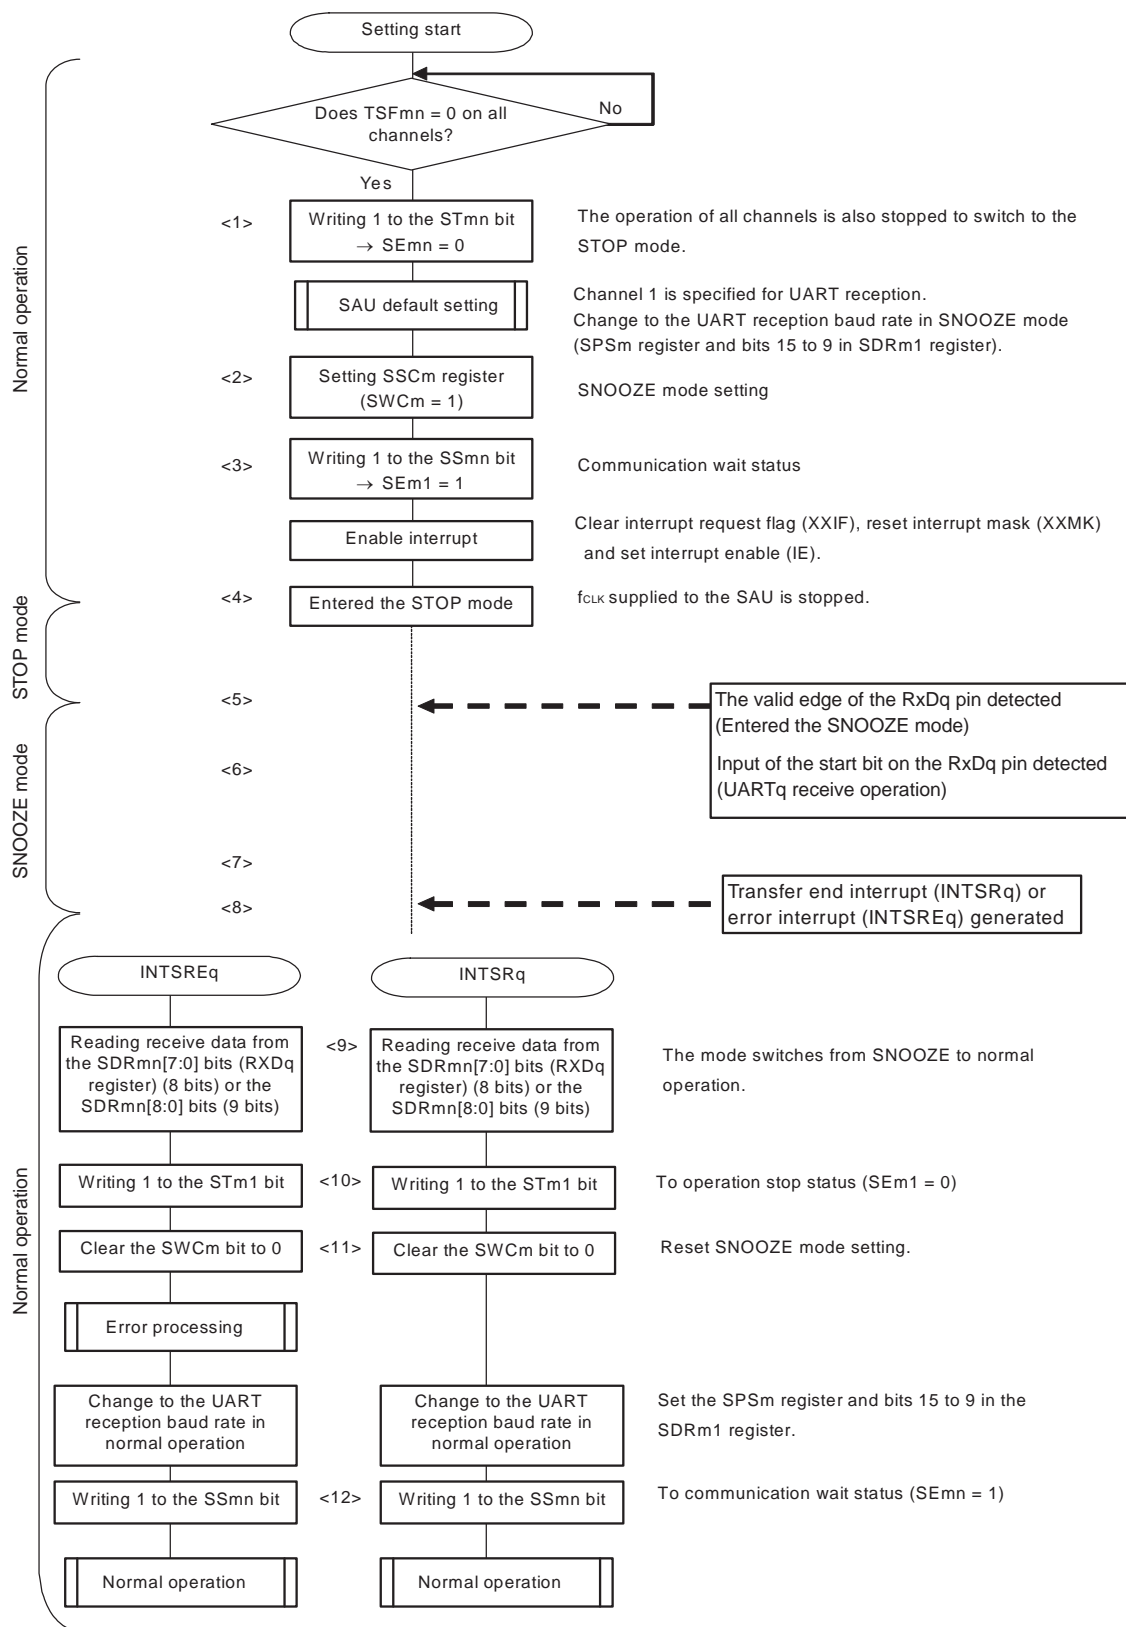 Setting start
Does TSFmn = 0 on all
channels?
No
Yes
<1>
Writing 1 to the STmn bit
→ SEmn = 0
The operation of all channels is also stopped to switch to the
STOP mode.
SAU default setting
Channel 1 is specified for UART reception.
Change to the UART reception baud rate in SNOOZE mode
(SPSm register and bits 15 to 9 in SDRm1 register).
<2>
Setting SSCm register
(SWCm = 1)
SNOOZE mode setting
<3>
Writing 1 to the SSmn bit
→ SEm1 = 1
Communication wait status
Enable interrupt
Clear interrupt request flag (XXIF), reset interrupt mask (XXMK)
and set interrupt enable (IE).
<4>
Entered the STOP mode
fCLK supplied to the SAU is stopped.
Normal operation
STOP mode
<5>
The valid edge of the RxDq pin detected
(Entered the SNOOZE mode)
<6>
Input of the start bit on the RxDq pin detected
(UARTq receive operation)
SNOOZE mode
<7>
<8>
Transfer end interrupt (INTSRq) or
error interrupt (INTSREq) generated
INTSREq
INTSRq
Reading receive data from
the SDRmn[7:0] bits (RXDq
register) (8 bits) or the
SDRmn[8:0] bits (9 bits)
<9>
Reading receive data from
the SDRmn[7:0] bits (RXDq
register) (8 bits) or the
SDRmn[8:0] bits (9 bits)
The mode switches from SNOOZE to normal
operation.
Writing 1 to the STm1 bit
<10>
Writing 1 to the STm1 bit
To operation stop status (SEm1 = 0)
Clear the SWCm bit to 0
<11>
Clear the SWCm bit to 0
Reset SNOOZE mode setting.
Normal operation
Error processing
Change to the UART
reception baud rate in
normal operation
Change to the UART
reception baud rate in
normal operation
Set the SPSm register and bits 15 to 9 in the
SDRm1 register.
Writing 1 to the SSmn bit
<12>
Writing 1 to the SSmn bit
To communication wait status (SEmn = 1)
Normal operation
Normal operation